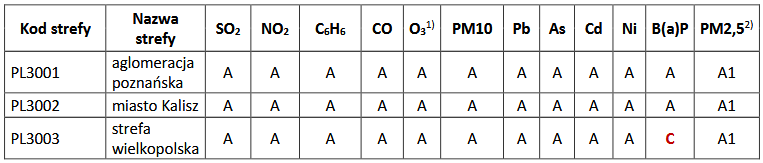 Kod strefy Nazwa strefy SO₂ NO₂ C₆H₆ CO O₃¹⁾ PM10 Pb As Cd Ni B(a)P PM2,5²⁾
PL3001 aglomeracja poznańska A A A A A A A A A A A A1
PL3002 miasto Kalisz A A A A A A A A A A A A1
PL3003 strefa wielkopolska A A A A A A A A A A C A1